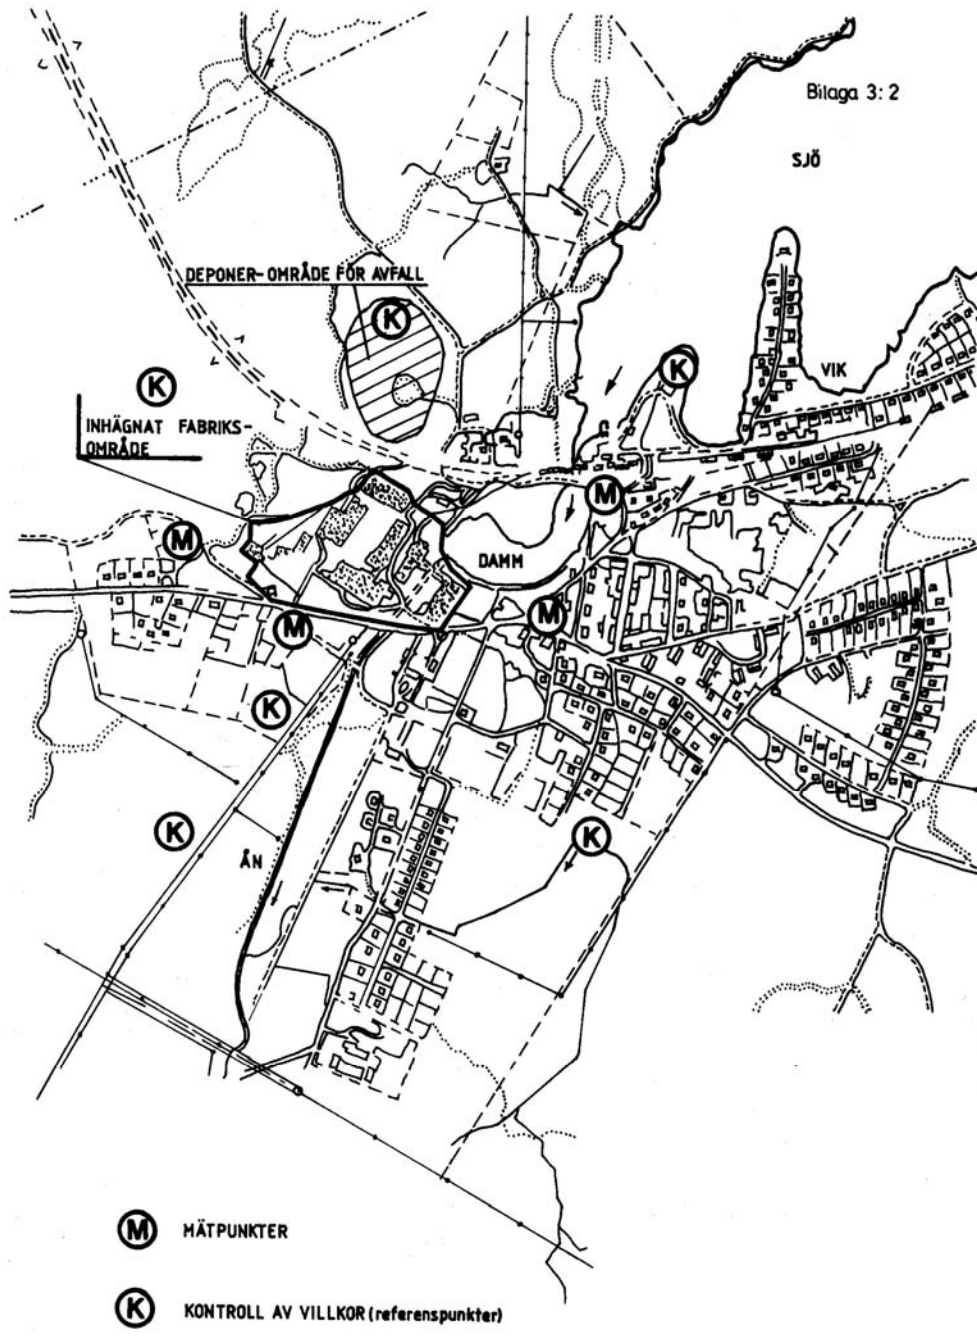 Bilaga 3:2
SJÖ
DEPONER-OMRÅDE FÖR AVFALL
K
K
K
VIK
INHÄGNAT FABRIKS-
OMRÅDE
M
M
DAMM
M
M
K
K
K
ÅN
M MÄTPUNKTER
K KONTROLL AV VILLKOR (referenspunkter)